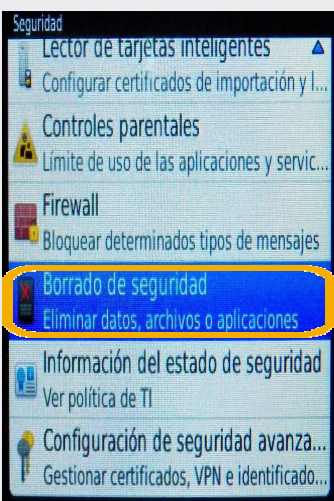 Seguridad
Lector de tarjetas inteligentes
Configurar certificados de importación y l...
Controles parentales
Límite de uso de las aplicaciones y servic...
Firewall
Bloquear determinados tipos de mensajes
Borrado de seguridad
Eliminar datos, archivos o aplicaciones
Información del estado de seguridad
Ver política de TI
Configuración de seguridad avanza...
Gestionar certificados, VPN e identificado...